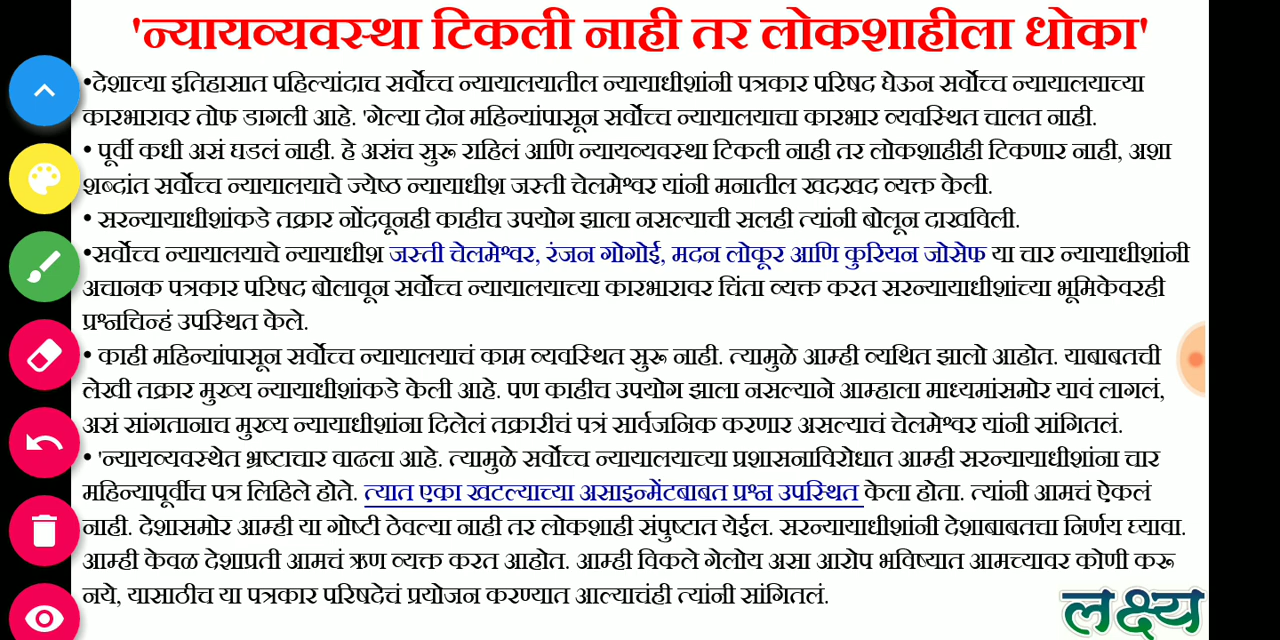 'न्यायव्यवस्था टिकली नाही तर लोकशाहीला धोका'
•देशाच्या इतिहासात पहिल्यांदाच सर्वोच्च न्यायालयातील न्यायाधीशांनी पत्रकार परिषद घेऊन सर्वोच्च न्यायालयाच्या
कारभारावर तोफ डागली आहे. 'गेल्या दोन महिन्यांपासून सर्वोच्च न्यायालयाचा कारभार व्यवस्थित चालत नाही.
• पूर्वी कधी असं घडलं नाही. हे असंच सुरू राहिलं आणि न्यायव्यवस्था टिकली नाही तर लोकशाहीही टिकणार नाही, अशा
शब्दांत सर्वोच्च न्यायालयाचे ज्येष्ठ न्यायाधीश जस्ती चेलमेश्वर यांनी मनातील खदखद व्यक्त केली.
• सरन्यायाधीशांकडे तक्रार नोंदवूनही काहीच उपयोग झाला नसल्याची सलही त्यांनी बोलून दाखविली.
•सर्वोच्च न्यायालयाचे न्यायाधीश जस्ती चेलमेश्वर, रंजन गोगोई, मदन लोकूर आणि कुरियन जोसेफ या चार न्यायाधीशांनी
अचानक पत्रकार परिषद बोलावून सर्वोच्च न्यायालयाच्या कारभारावर चिंता व्यक्त करत सरन्यायाधीशांच्या भूमिकेवरही
प्रश्नचिन्हं उपस्थित केले.
• काही महिन्यांपासून सर्वोच्च न्यायालयाचं काम व्यवस्थित सुरू नाही. त्यामुळे आम्ही व्यथित झालो आहोत. याबाबतची
लेखी तक्रार मुख्य न्यायाधीशांकडे केली आहे. पण काहीच उपयोग झाला नसल्याने आम्हाला माध्यमांसमोर यावं लागलं,
असं सांगतानाच मुख्य न्यायाधीशांना दिलेलं तक्रारीचं पत्रं सार्वजनिक करणार असल्याचं चेलमेश्वर यांनी सांगितलं.
• 'न्यायव्यवस्थेत भ्रष्टाचार वाढला आहे. त्यामुळे सर्वोच्च न्यायालयाच्या प्रशासनाविरोधात आम्ही सरन्यायाधीशांना चार
महिन्यापूर्वीच पत्र लिहिले होते. त्यात एका खटल्याच्या असाइन्मेंटबाबत प्रश्न उपस्थित केला होता. त्यांनी आमचं ऐकलं
नाही. देशासमोर आम्ही या गोष्टी ठेवल्या नाही तर लोकशाही संपुष्टात येईल. सरन्यायाधीशांनी देशाबाबतचा निर्णय घ्यावा.
आम्ही केवळ देशाप्रती आमचं ऋण व्यक्त करत आहोत. आम्ही विकले गेलोय असा आरोप भविष्यात आमच्यावर कोणी करू
नये, यासाठीच या पत्रकार परिषदेचं प्रयोजन करण्यात आल्याचंही त्यांनी सांगितलं.
लक्ष्य